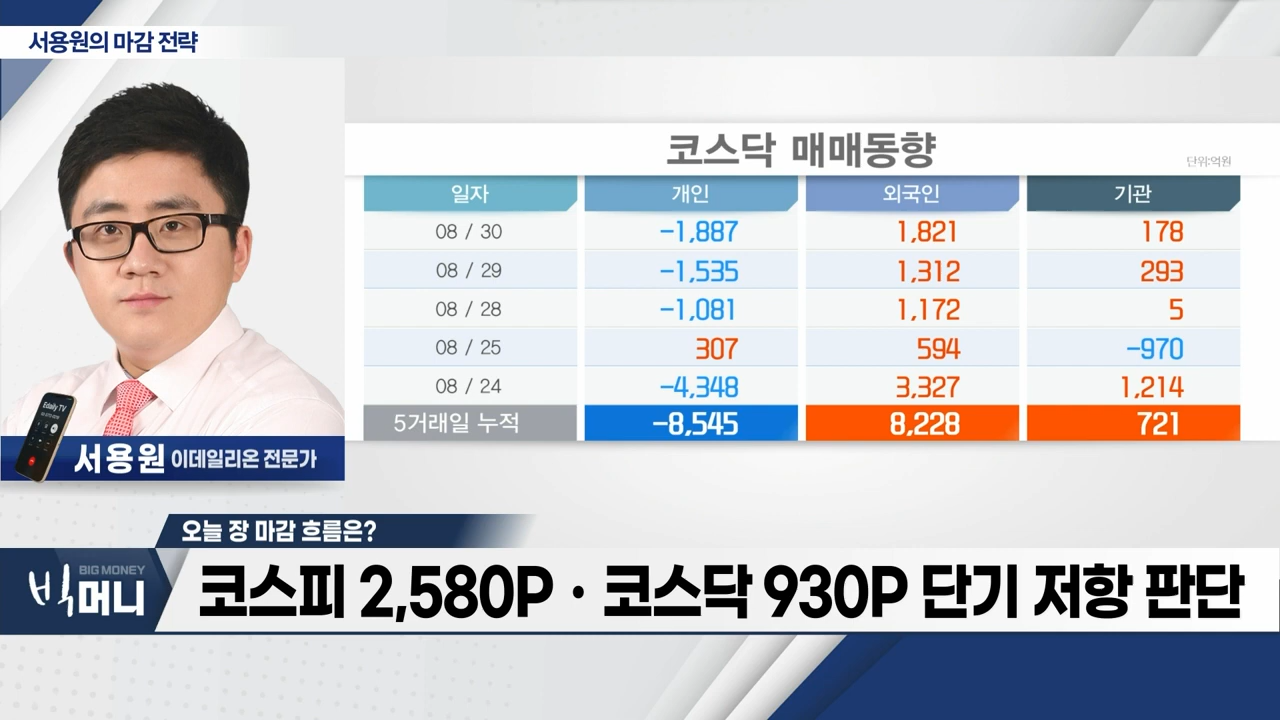 서용원의 마감 전략
코스닥 매매동향
단위:억원
일자 개인 외국인 기관
08 / 30 -1,887 1,821 178
08 / 29 -1,535 1,312 293
08 / 28 -1,081 1,172 5
08 / 25 307 594 -970
08 / 24 -4,348 3,327 1,214
5거래일 누적 -8,545 8,228 721
Edaily TV
서용원 이데일리온 전문가
오늘 장 마감 흐름은?
BIG MONEY
빅머니
코스피 2,580P · 코스닥 930P 단기 저항 판단